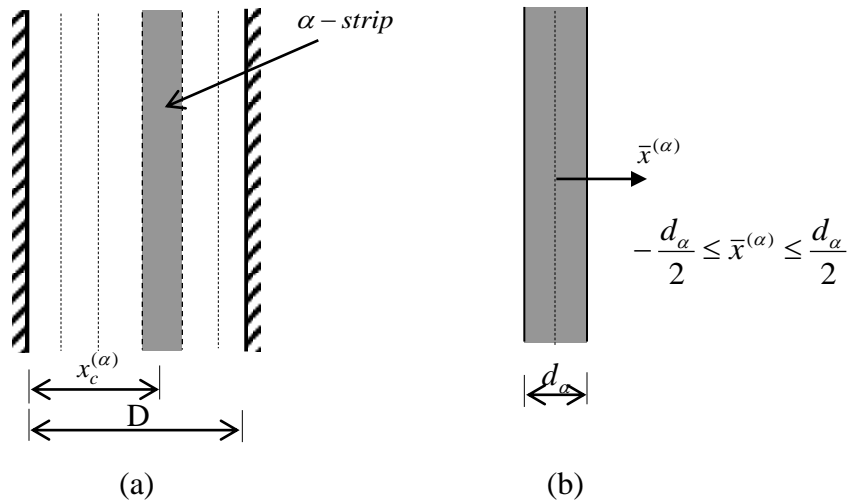 α – strip
x_c^(α)
D
(a)
x̄^(α)
− d_α/2 ≤ x̄^(α) ≤ d_α/2
d_α
(b)